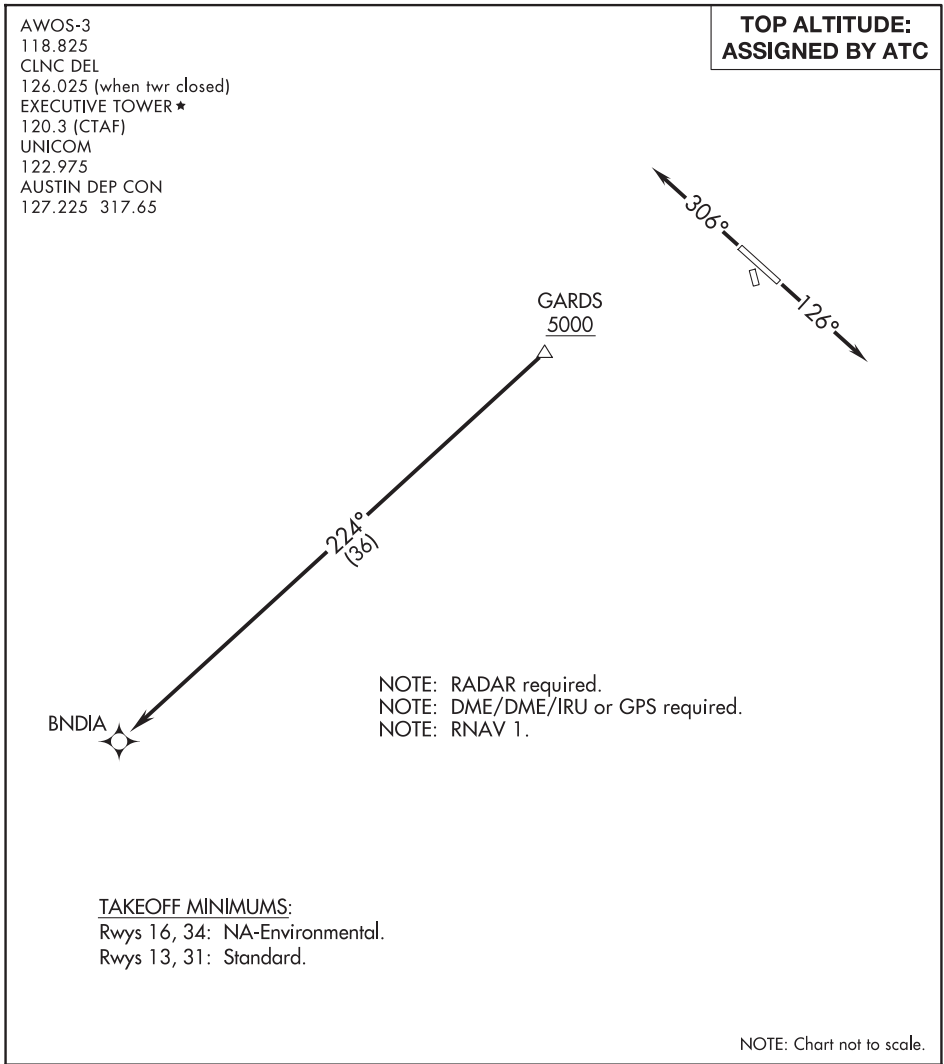 AWOS-3
118.825
CLNC DEL
126.025 (when twr closed)
EXECUTIVE TOWER★
120.3 (CTAF)
UNICOM
122.975
AUSTIN DEP CON
127.225 317.65
TOP ALTITUDE:
ASSIGNED BY ATC
306°
126°
GARDS
5000
224°
(36)
BNDIA
NOTE: RADAR required.
NOTE: DME/DME/IRU or GPS required.
NOTE: RNAV 1.
TAKEOFF MINIMUMS:
Rwys 16, 34: NA-Environmental.
Rwys 13, 31: Standard.
NOTE: Chart not to scale.